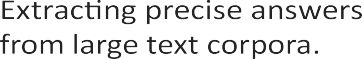 Extracting precise answers
from large text corpora.